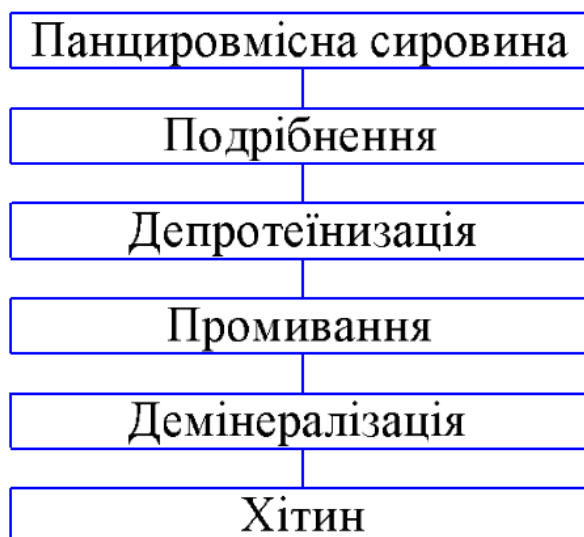 Панцировмісна сировина
Подрібнення
Депротеїнизація
Промивання
Демінералізація
Хітин